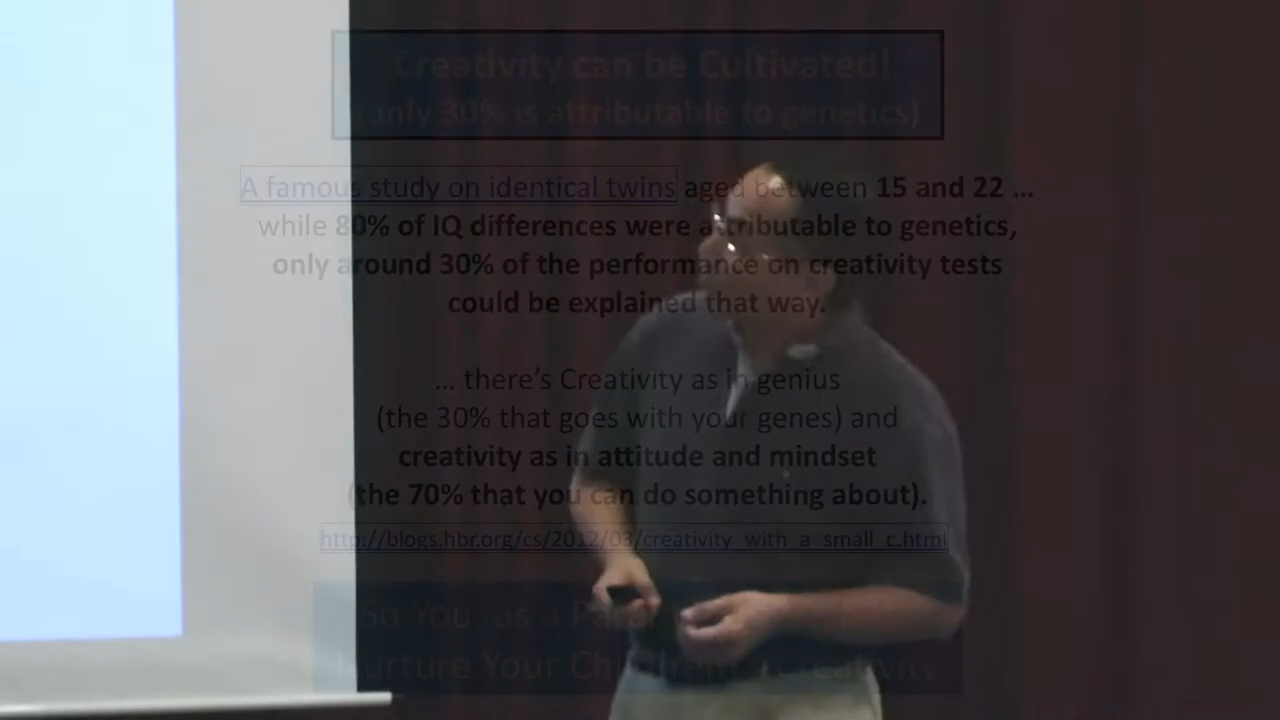 Creativity can be Cultivated!
only 30% is attributable to genetics)
A famous study on identical twins aged between 15 and 22 ...
while 80% of IQ differences were attributable to genetics,
only around 30% of the performance on creativity tests
could be explained that way.
... there's Creativity as in genius
(the 30% that goes with your genes) and
creativity as in attitude and mindset
(the 70% that you can do something about).
http://blogs.hbr.org/cs/2012/03/creativity_with_a_small_c.html
So You, as a
Nurture Your Creativity